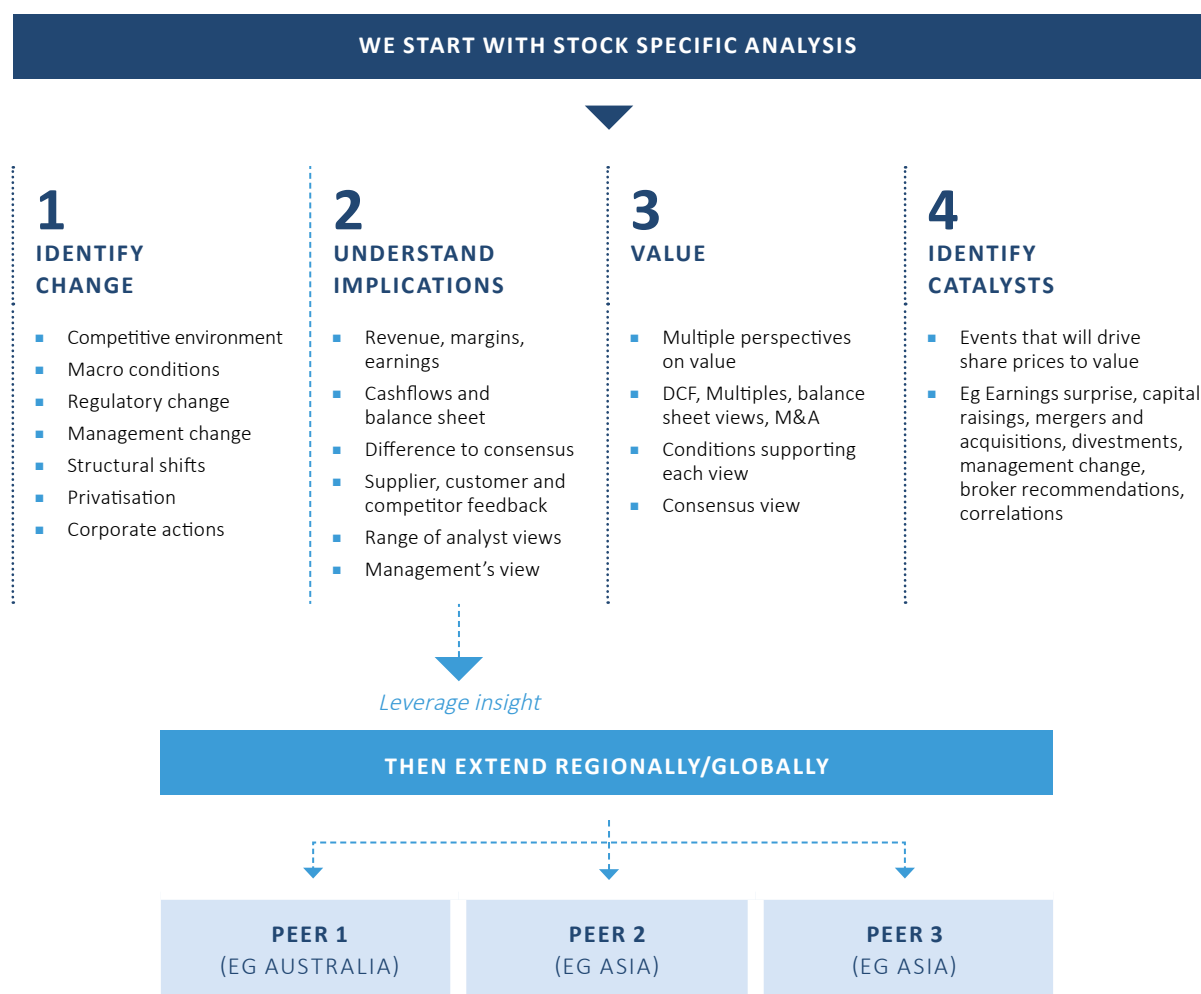 WE START WITH STOCK SPECIFIC ANALYSIS
1
IDENTIFY
CHANGE
Competitive environment
Macro conditions
Regulatory change
Management change
Structural shifts
Privatisation
Corporate actions
2
UNDERSTAND
IMPLICATIONS
Revenue, margins,
earnings
Cashflows and
balance sheet
Difference to consensus
Supplier, customer and
competitor feedback
Range of analyst views
Management’s view
3
VALUE
Multiple perspectives
on value
DCF, Multiples, balance
sheet views, M&A
Conditions supporting
each view
Consensus view
4
IDENTIFY
CATALYSTS
Events that will drive
share prices to value
Eg Earnings surprise, capital
raisings, mergers and
acquisitions, divestments,
management change,
broker recommendations,
correlations
Leverage insight
THEN EXTEND REGIONALLY/GLOBALLY
PEER 1
(EG AUSTRALIA)
PEER 2
(EG ASIA)
PEER 3
(EG ASIA)